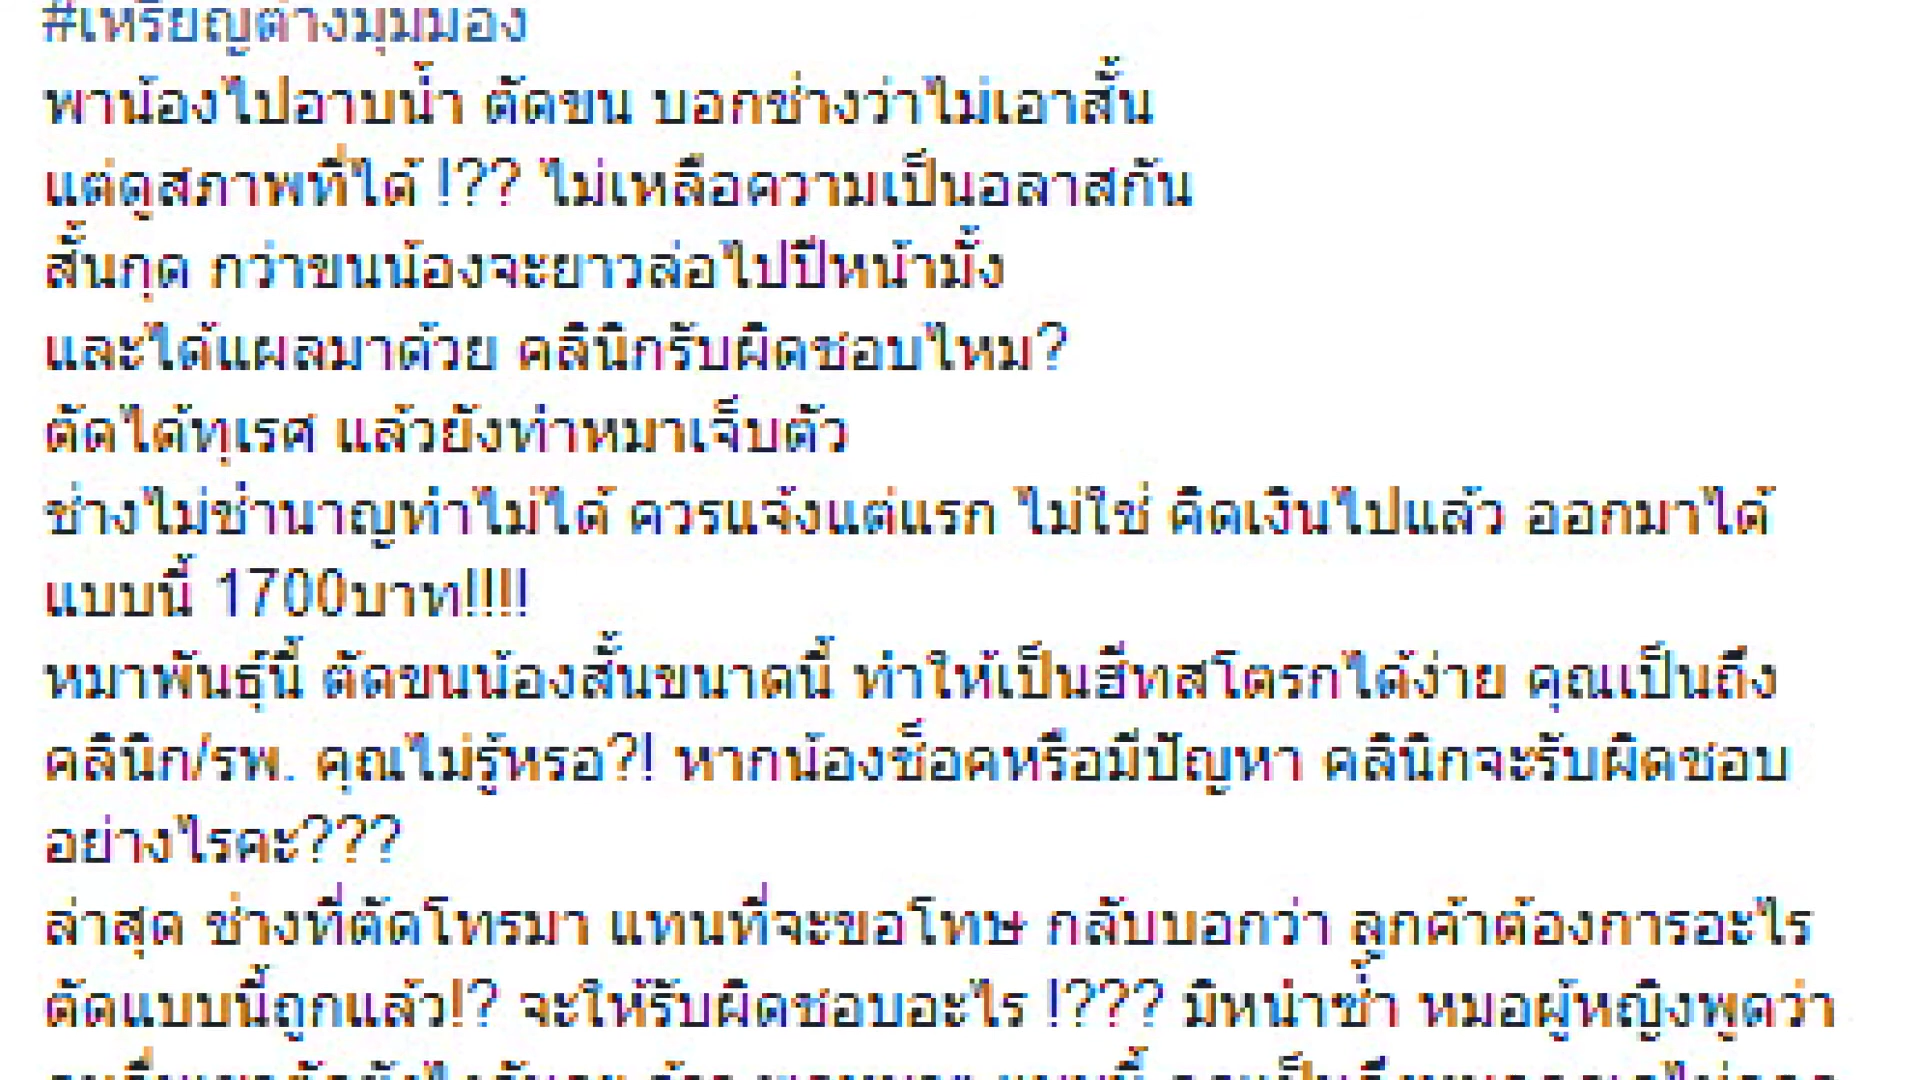 #เหรียญต่างมุมมอง
พาน้องไปอาบน้ำ ตัดขน บอกช่างว่าไม่เอาสั้น
แต่ดูสภาพที่ได้ !?? ไม่เหลือความเป็นอลาสกัน
สั้นกุด กว่าขนน้องจะยาวล่อไปปีหน้ามั้ง
และได้แผลมาด้วย คลินิกรับผิดชอบไหม?
ตัดได้ทุเรศ แล้วยังทำหมาเจ็บตัว
ช่างไม่ชำนาญทำไม่ได้ ควรแจ้งแต่แรก ไม่ใช่ คิดเงินไปแล้ว ออกมาได้
แบบนี้ 1700บาท!!!!
หมาพันธุ์นี้ ตัดขนน้องสั้นขนาดนี้ ทำให้เป็นฮีทสโตรกได้ง่าย คุณเป็นถึง
คลินิก/รพ. คุณไม่รู้หรอ?! หากน้องช็อคหรือมีปัญหา คลินิกจะรับผิดชอบ
อย่างไรคะ???
ล่าสุด ช่างที่ตัดโทรมา แทนที่จะขอโทษ กลับบอกว่า ลูกค้าต้องการอะไร
ตัดแบบนี้ถูกแล้ว!? จะให้รับผิดชอบอะไร !??? มิหนำซ้ำ หมอผู้หญิงพูดว่า